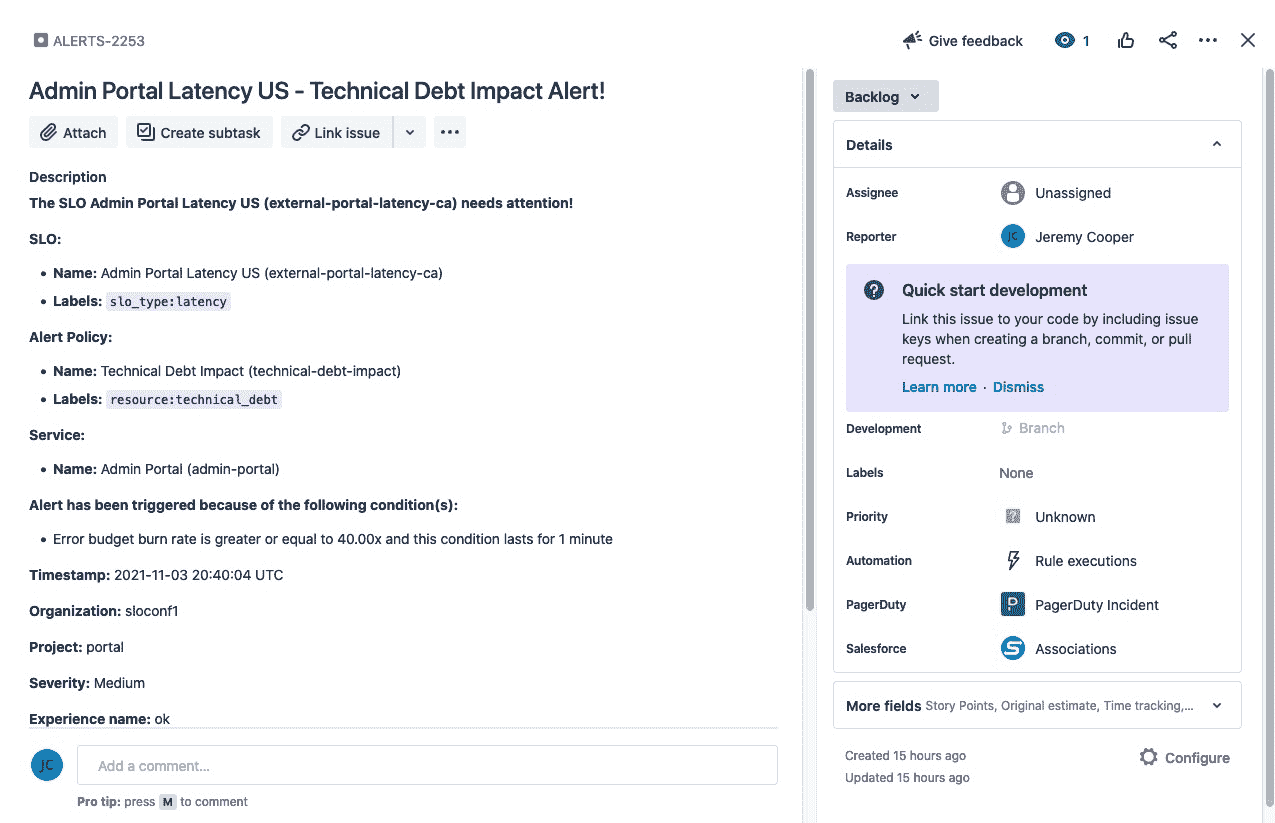 ALERTS-2253
Give feedback
1
Admin Portal Latency US - Technical Debt Impact Alert!
Attach
Create subtask
Link issue
Description
The SLO Admin Portal Latency US (external-portal-latency-ca) needs attention!
SLO:
• Name: Admin Portal Latency US (external-portal-latency-ca)
• Labels: slo_type:latency
Alert Policy:
• Name: Technical Debt Impact (technical-debt-impact)
• Labels: resource:technical_debt
Service:
• Name: Admin Portal (admin-portal)
Alert has been triggered because of the following condition(s):
• Error budget burn rate is greater or equal to 40.00x and this condition lasts for 1 minute
Timestamp: 2021-11-03 20:40:04 UTC
Organization: sloconf1
Project: portal
Severity: Medium
Experience name: ok
JC
Add a comment...
Pro tip: press M to comment
Backlog
Details
Assignee
Unassigned
Reporter
JC
Jeremy Cooper
Quick start development
Link this issue to your code by including issue
keys when creating a branch, commit, or pull
request.
Learn more · Dismiss
Development
Branch
Labels
None
Priority
Unknown
Automation
Rule executions
PagerDuty
P
PagerDuty Incident
Salesforce
S
Associations
More fields Story Points, Original estimate, Time tracking,...
Created 15 hours ago
Updated 15 hours ago
Configure